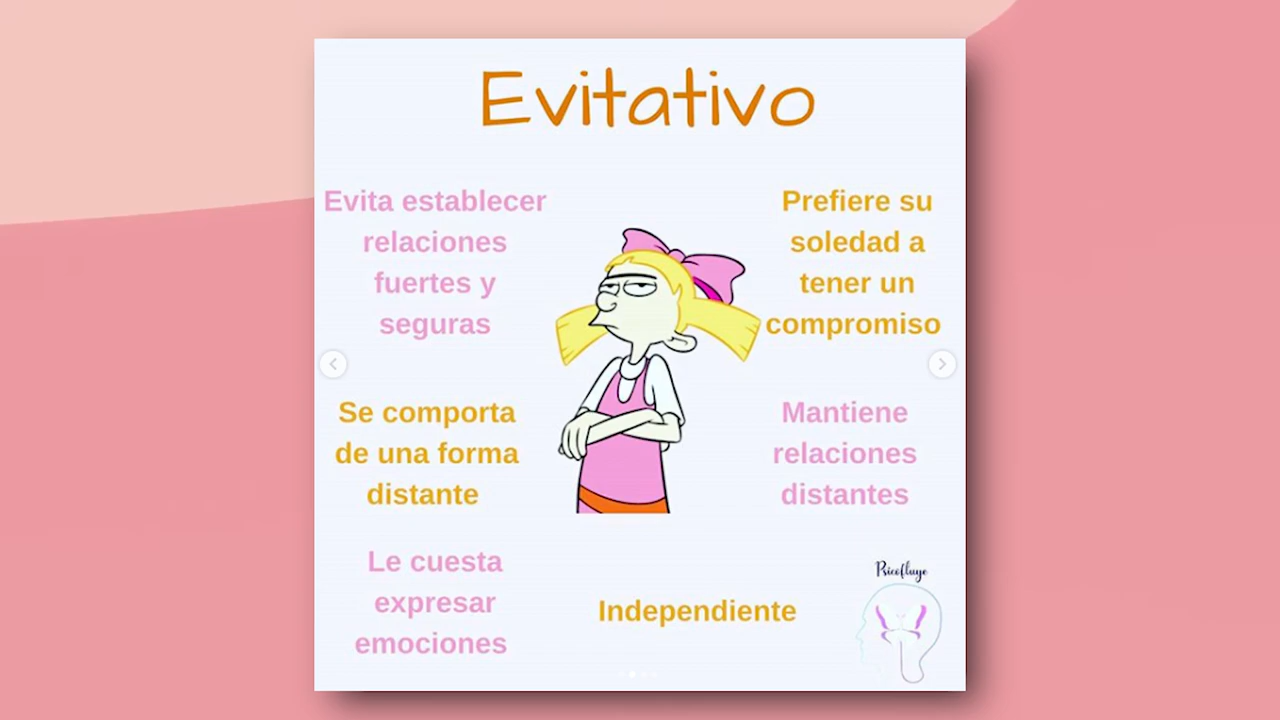 Evitativo
Evita establecer
relaciones
fuertes y
seguras
Prefiere su
soledad a
tener un
compromiso
Se comporta
de una forma
distante
Mantiene
relaciones
distantes
Le cuesta
expresar
emociones
Independiente
Psicofluye